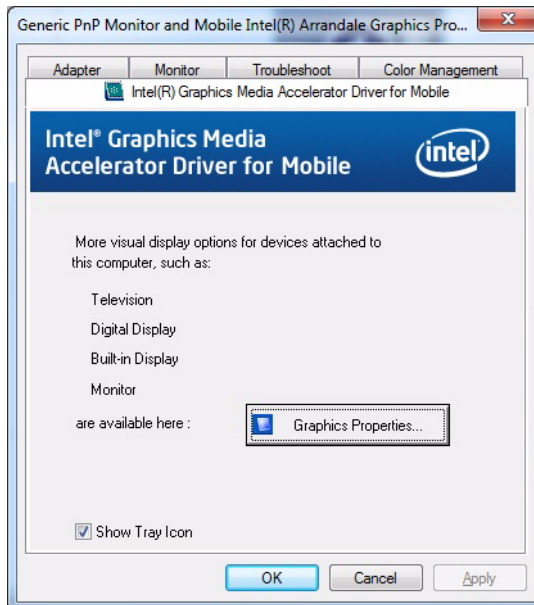 Generic PnP Monitor and Mobile Intel(R) Arrandale Graphics Pro...
Adapter Monitor Troubleshoot Color Management
Intel(R) Graphics Media Accelerator Driver for Mobile
Intel® Graphics Media
Accelerator Driver for Mobile
intel
More visual display options for devices attached to
this computer, such as:
Television
Digital Display
Built-in Display
Monitor
are available here :
Graphics Properties...
Show Tray Icon
OK Cancel Apply